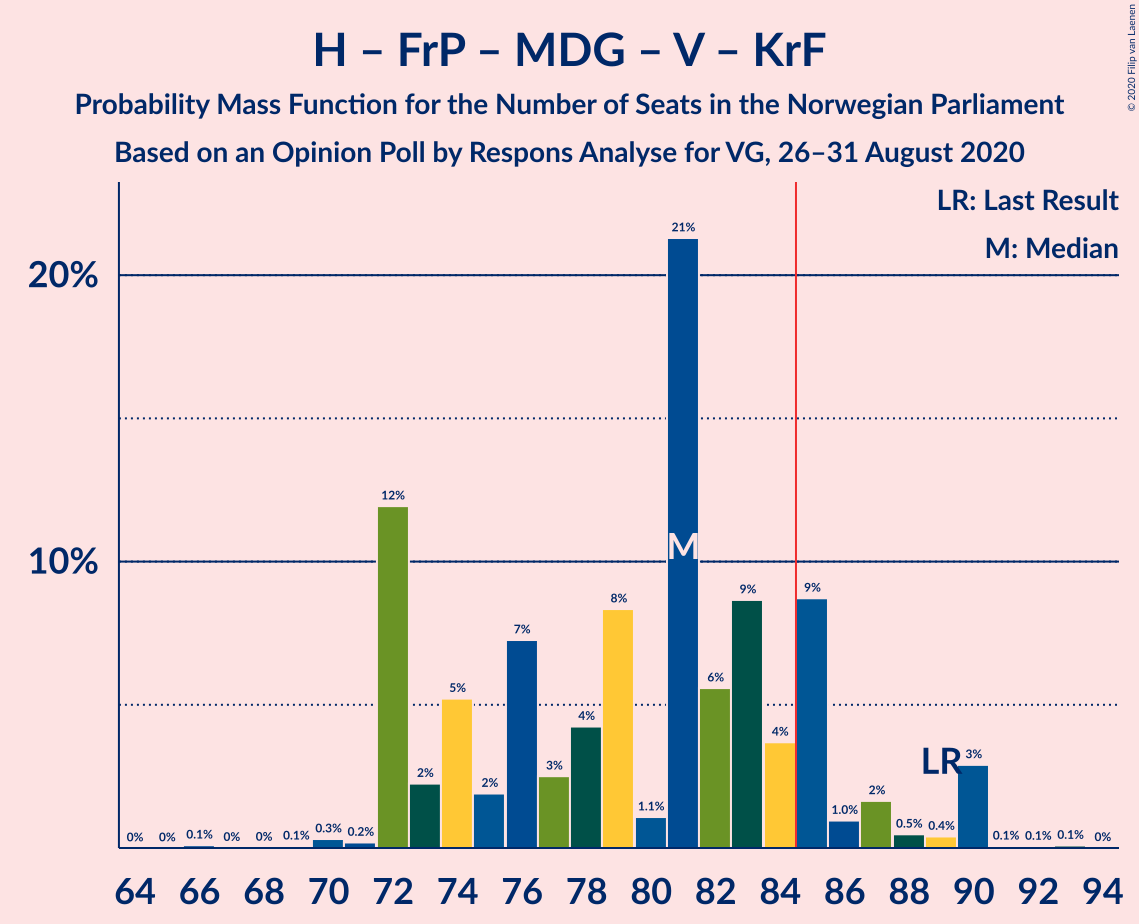 H – FrP – MDG – V – KrF
Probability Mass Function for the Number of Seats in the Norwegian Parliament
Based on an Opinion Poll by Respons Analyse for VG, 26–31 August 2020
© 2020 Filip van Laenen
LR: Last Result
M: Median
20%
10%
0% 0% 0.1% 0% 0% 0.1% 0.3% 0.2% 12% 2% 5% 2% 7% 3% 4% 8% 1.1% 21% 6% 9% 4% 9% 1.0% 2% 0.5% 0.4% 3% 0.1% 0.1% 0.1% 0%
M
LR
64 66 68 70 72 74 76 78 80 82 84 86 88 90 92 94